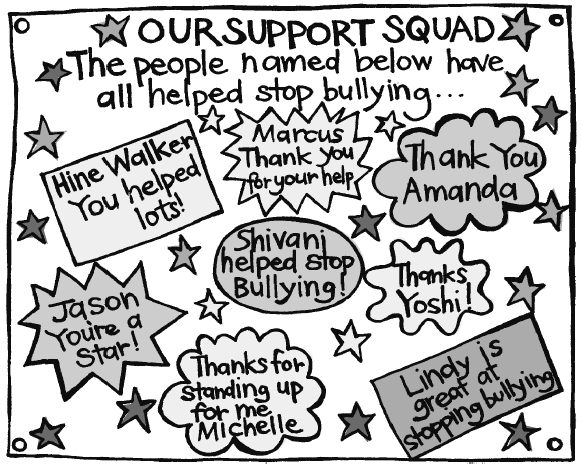 OUR SUPPORT SQUAD
The people named below have
all helped stop bullying...
Hine Walker
You helped
lots!
Marcus
Thank You
for your help
Thank You
Amanda
Shivani
helped stop
Bullying!
Thanks
Yoshi!
Jason
You're a
Star!
Thanks for
standing up
for me
Michelle
Lindy is
great at
stopping bullying